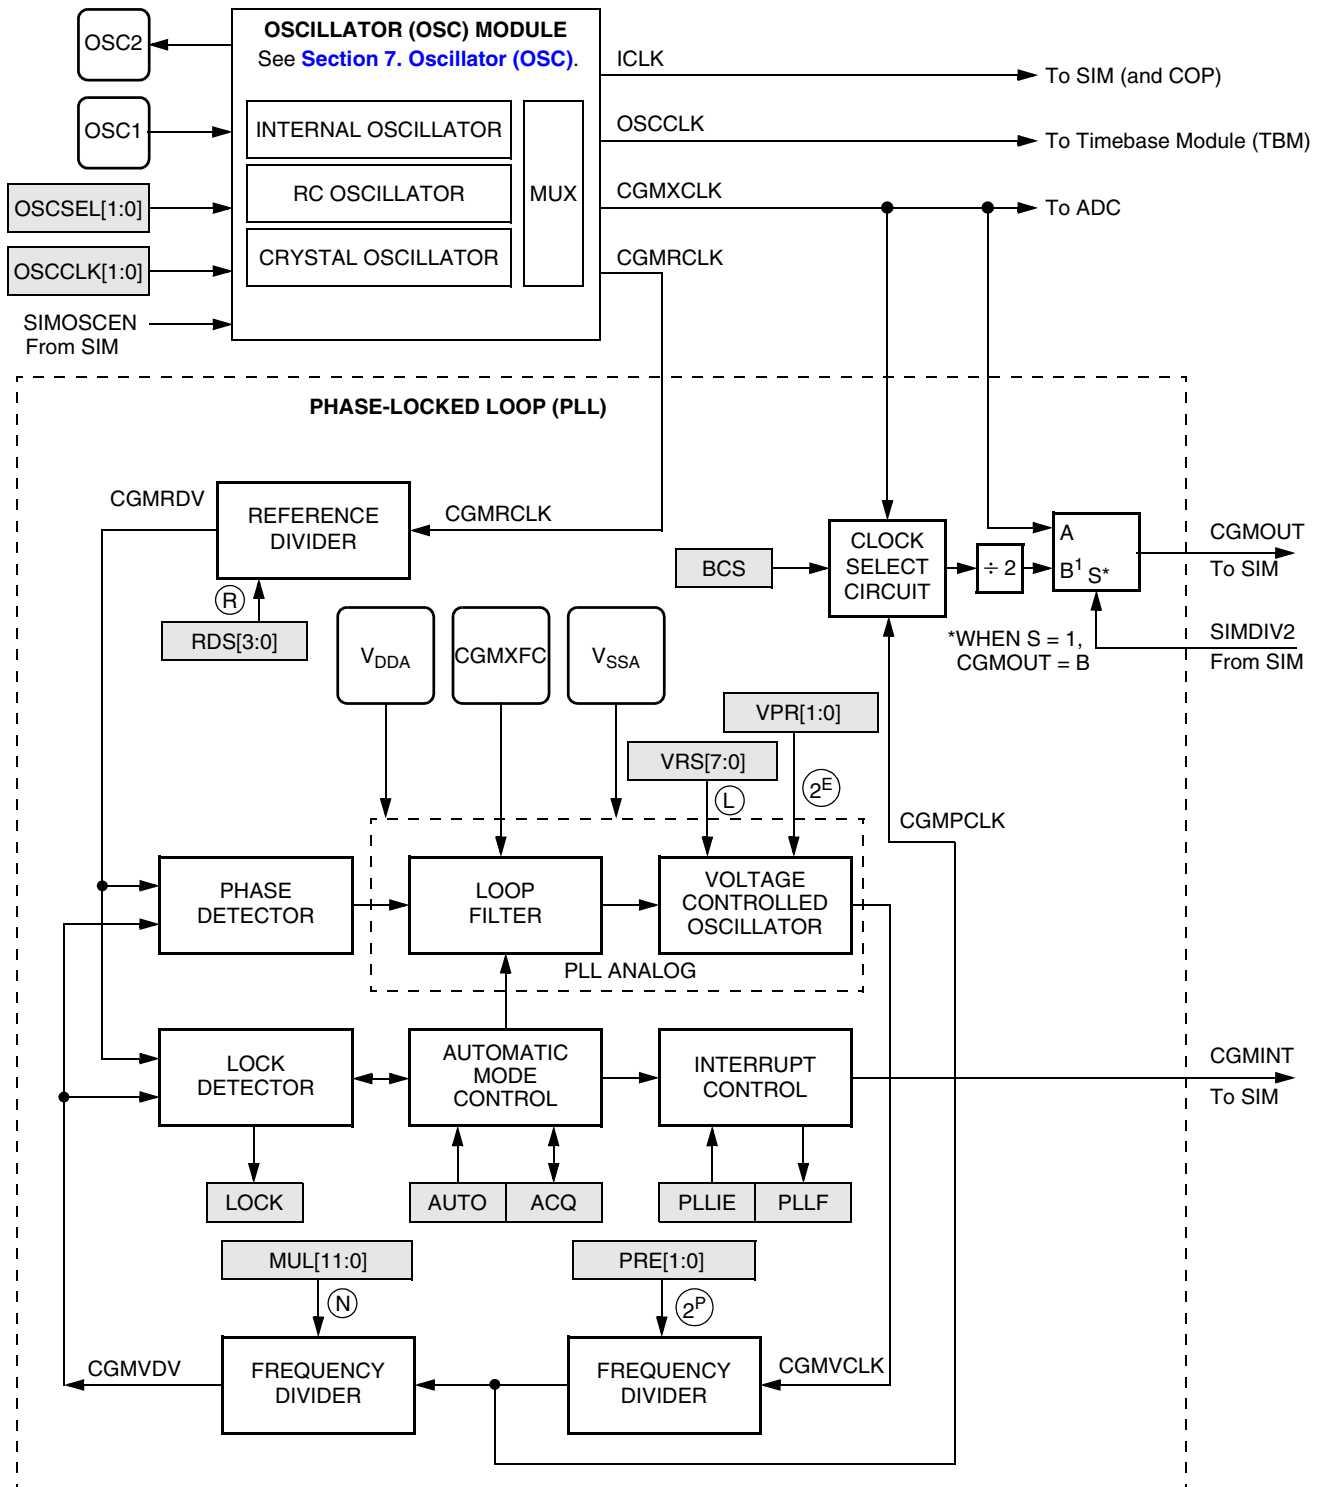 OSCILLATOR (OSC) MODULE
See Section 7. Oscillator (OSC).
OSC2
OSC1
OSCSEL[1:0]
OSCCLK[1:0]
SIMOSCEN
From SIM
INTERNAL OSCILLATOR
RC OSCILLATOR
CRYSTAL OSCILLATOR
MUX
ICLK
To SIM (and COP)
OSCCLK
To Timebase Module (TBM)
CGMXCLK
To ADC
CGMRCLK
PHASE-LOCKED LOOP (PLL)
CGMRDV
REFERENCE
DIVIDER
CGMRCLK
R
RDS[3:0]
BCS
CLOCK
SELECT
CIRCUIT
÷ 2
A
B1 S*
CGMOUT
To SIM
*WHEN S = 1,
CGMOUT = B
SIMDIV2
From SIM
VDDA
CGMXFC
VSSA
VPR[1:0]
VRS[7:0]
L
2E
CGMPCLK
PHASE
DETECTOR
LOOP
FILTER
VOLTAGE
CONTROLLED
OSCILLATOR
PLL ANALOG
LOCK
DETECTOR
AUTOMATIC
MODE
CONTROL
INTERRUPT
CONTROL
CGMINT
To SIM
LOCK
AUTO
ACQ
PLLIE
PLLF
MUL[11:0]
N
PRE[1:0]
2P
CGMVDV
FREQUENCY
DIVIDER
FREQUENCY
DIVIDER
CGMVCLK